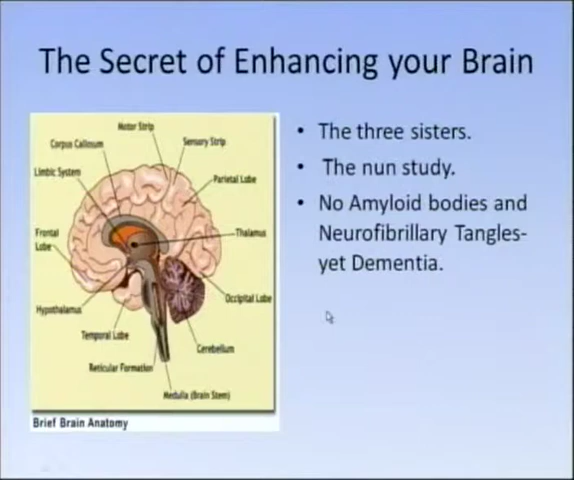 The Secret of Enhancing your Brain
Motor Strip
Corpus Callosum
Sensory Strip
Limbic System
Parietal Lobe
Frontal
Lobe
Thalamus
Occipital Lobe
Hypothalamus
Temporal Lobe
Cerebellum
Reticular Formation
Medulla (Brain Stem)
Brief Brain Anatomy
• The three sisters.
• The nun study.
• No Amyloid bodies and
Neurofibrillary Tangles-
yet Dementia.